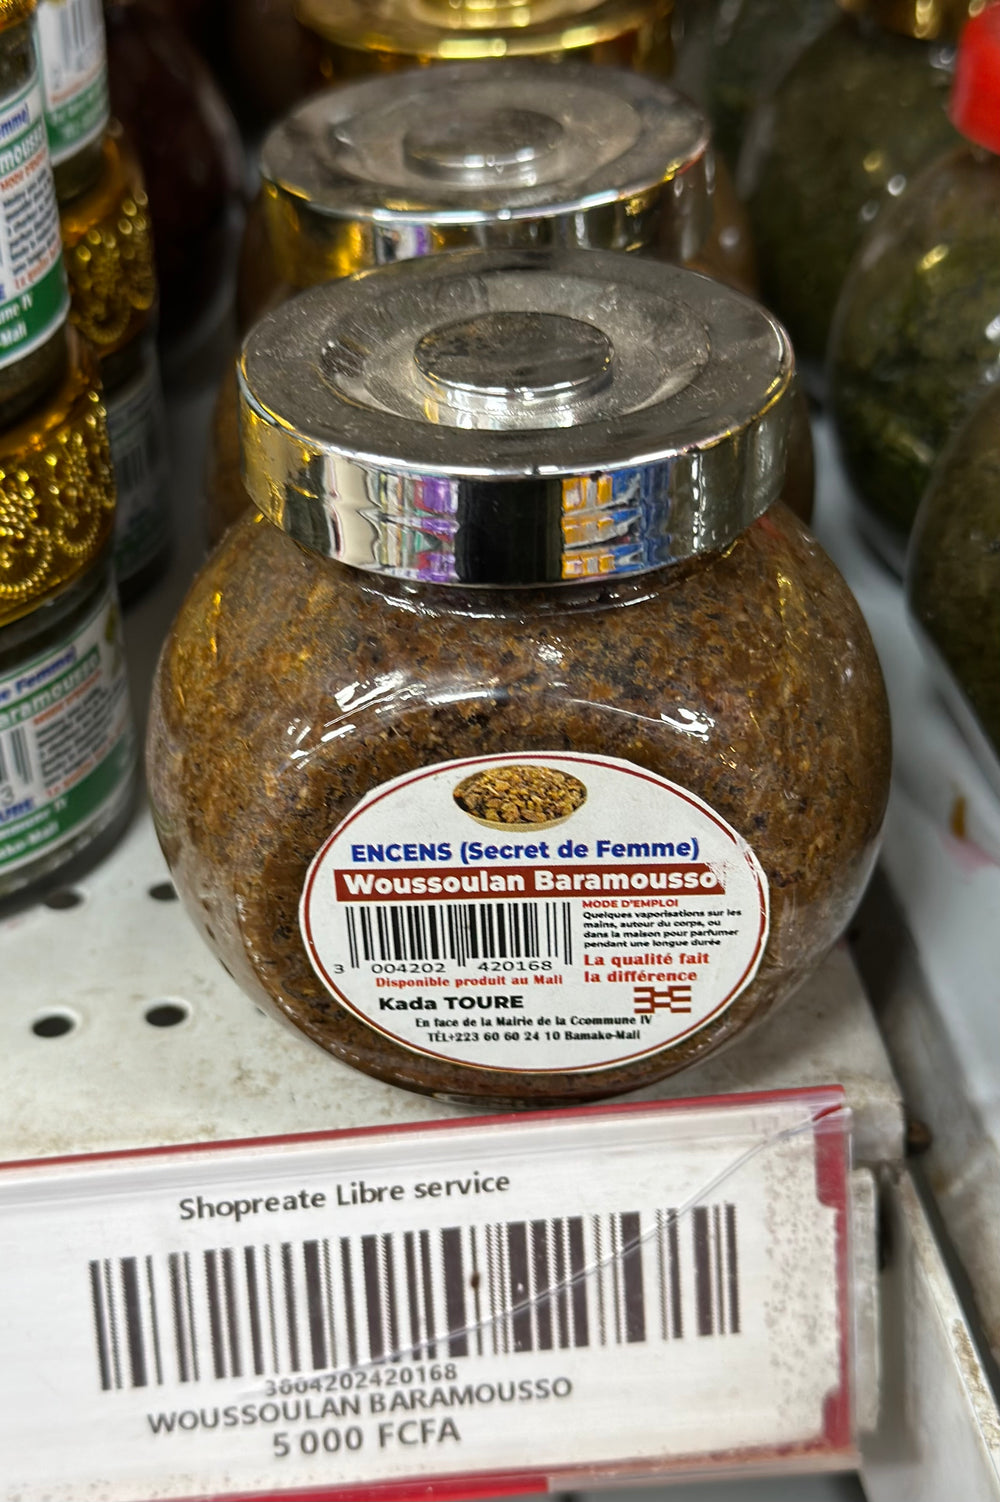 ENCENS (Secret de Femme)
Woussoulan Baramousso
MODE D'EMPLOI
Quelques vaporisations sur les
mains, autour du corps, ou
dans la maison pour parfumer
pendant une longue durée
La qualité fait
la différence
3 004202 420168
Disponible produit au Mali
Kada TOURE
En face de la Mairie de la Ccommune IV
TÉL+223 60 60 24 10 Bamako-Mali
Shopreate Libre service
3004202420168
WOUSSOULAN BARAMOUSSO
5 000 FCFA